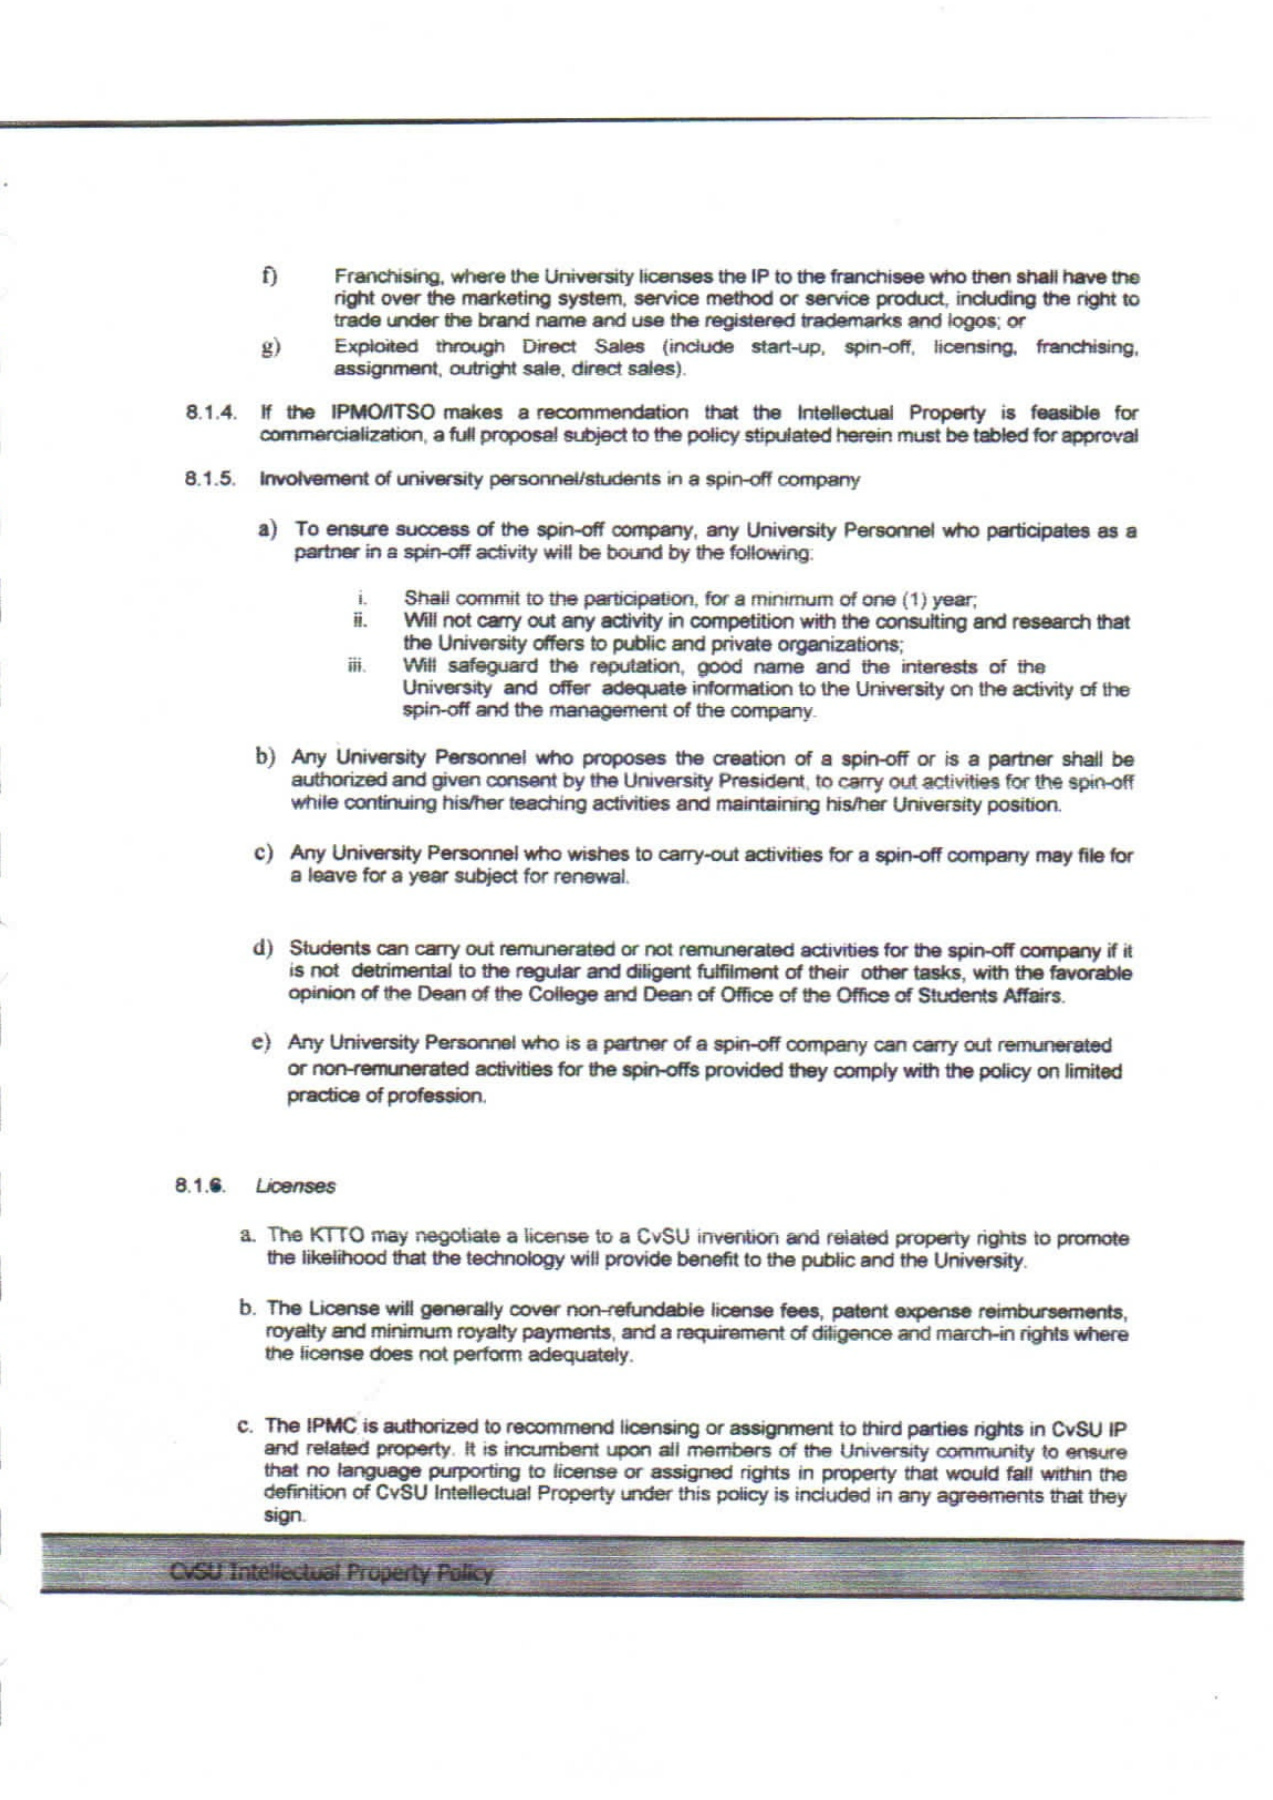 f) Franchising, where the University licenses the IP to the franchisee who then shall have the
right over the marketing system, service method or service product, including the right to
trade under the brand name and use the registered trademarks and logos; or
g) Exploited through Direct Sales (include start-up, spin-off, licensing, franchising,
assignment, outright sale, direct sales).
8.1.4. If the IPMO/ITSO makes a recommendation that the Intellectual Property is feasible for
commercialization, a full proposal subject to the policy stipulated herein must be tabled for approval
8.1.5. Involvement of university personnel/students in a spin-off company
a) To ensure success of the spin-off company, any University Personnel who participates as a
partner in a spin-off activity will be bound by the following:
i. Shall commit to the participation, for a minimum of one (1) year;
ii. Will not carry out any activity in competition with the consulting and research that
the University offers to public and private organizations;
iii. Will safeguard the reputation, good name and the interests of the
University and offer adequate information to the University on the activity of the
spin-off and the management of the company.
b) Any University Personnel who proposes the creation of a spin-off or is a partner shall be
authorized and given consent by the University President, to carry out activities for the spin-off
while continuing his/her teaching activities and maintaining his/her University position.
c) Any University Personnel who wishes to carry-out activities for a spin-off company may file for
a leave for a year subject for renewal.
d) Students can carry out remunerated or not remunerated activities for the spin-off company if it
is not detrimental to the regular and diligent fulfilment of their other tasks, with the favorable
opinion of the Dean of the College and Dean of Office of the Office of Students Affairs.
e) Any University Personnel who is a partner of a spin-off company can carry out remunerated
or non-remunerated activities for the spin-offs provided they comply with the policy on limited
practice of profession.
8.1.6. Licenses
a. The KTTO may negotiate a license to a CvSU invention and related property rights to promote
the likelihood that the technology will provide benefit to the public and the University.
b. The License will generally cover non-refundable license fees, patent expense reimbursements,
royalty and minimum royalty payments, and a requirement of diligence and march-in rights where
the license does not perform adequately.
c. The IPMC is authorized to recommend licensing or assignment to third parties rights in CvSU IP
and related property. It is incumbent upon all members of the University community to ensure
that no language purporting to license or assigned rights in property that would fall within the
definition of CvSU Intellectual Property under this policy is included in any agreements that they
sign.
CvSU Intellectual Property Policy